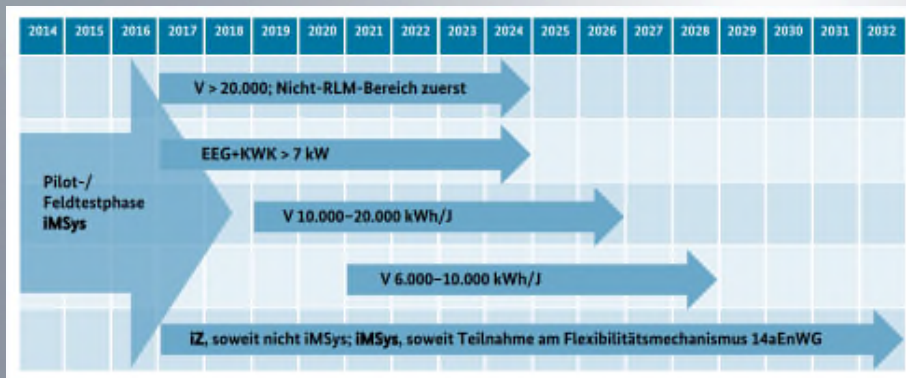 2014 2015 2016 2017 2018 2019 2020 2021 2022 2023 2024 2025 2026 2027 2028 2029 2030 2031 2032
V > 20.000; Nicht-RLM-Bereich zuerst
EEG+KWK > 7 kW
Pilot-/
Feldtestphase
iMSys
V 10.000–20.000 kWh/J
V 6.000–10.000 kWh/J
iZ, soweit nicht iMSys; iMSys, soweit Teilnahme am Flexibilitätsmechanismus 14aEnWG